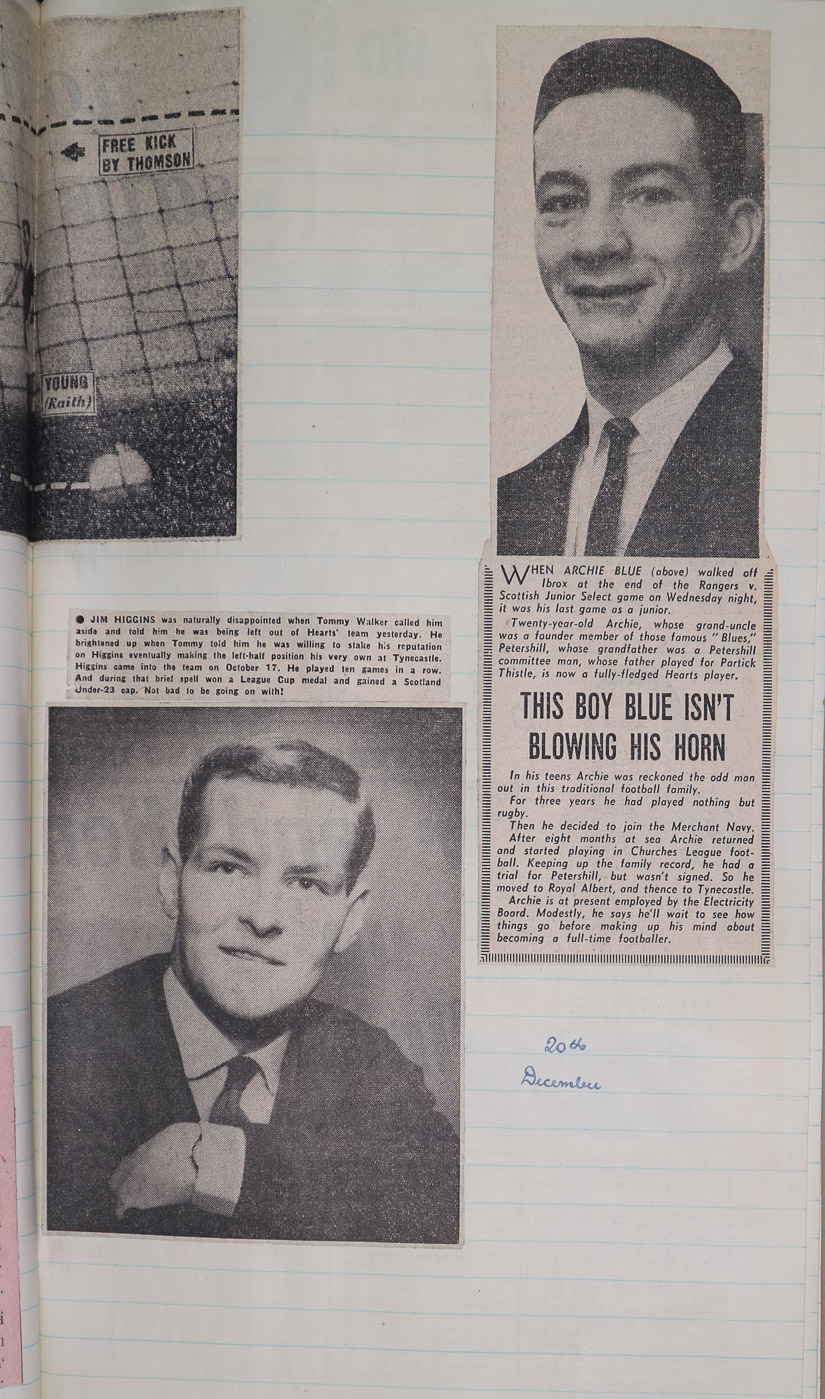 FREE KICK
BY THOMSON
YOUNG
(Raith)
● JIM HIGGINS was naturally disappointed when Tommy Walker called him
aside and told him he was being left out of Hearts' team yesterday. He
brightened up when Tommy told him he was willing to stake his reputation
on Higgins eventually making the left-half position his very own at Tynecastle.
Higgins came into the team on October 17. He played ten games in a row.
And during that brief spell won a League Cup medal and gained a Scotland
Under-23 cap. Not bad to be going on with!
WHEN ARCHIE BLUE (above) walked off
Ibrox at the end of the Rangers v.
Scottish Junior Select game on Wednesday night,
it was his last game as a junior.
Twenty-year-old Archie, whose grand-uncle
was a founder member of those famous "Blues,"
Petershill, whose grandfather was a Petershill
committee man, whose father played for Partick
Thistle, is now a fully-fledged Hearts player.
THIS BOY BLUE ISN'T
BLOWING HIS HORN
In his teens Archie was reckoned the odd man
out in this traditional football family.
For three years he had played nothing but
rugby.
Then he decided to join the Merchant Navy.
After eight months at sea Archie returned
and started playing in Churches League foot-
ball. Keeping up the family record, he had a
trial for Petershill, but wasn't signed. So he
moved to Royal Albert, and thence to Tynecastle.
Archie is at present employed by the Electricity
Board. Modestly, he says he'll wait to see how
things go before making up his mind about
becoming a full-time footballer.
20th
December